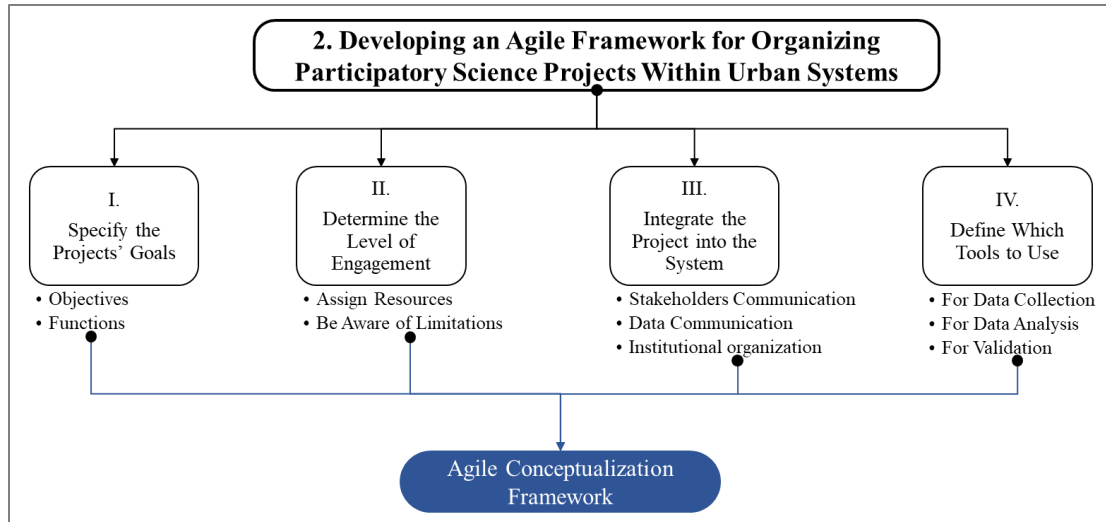 2. Developing an Agile Framework for Organizing
Participatory Science Projects Within Urban Systems
I.
Specify the
Projects’ Goals
• Objectives
• Functions
II.
Determine the
Level of
Engagement
• Assign Resources
• Be Aware of Limitations
III.
Integrate the
Project into the
System
• Stakeholders Communication
• Data Communication
• Institutional organization
IV.
Define Which
Tools to Use
• For Data Collection
• For Data Analysis
• For Validation
Agile Conceptualization
Framework